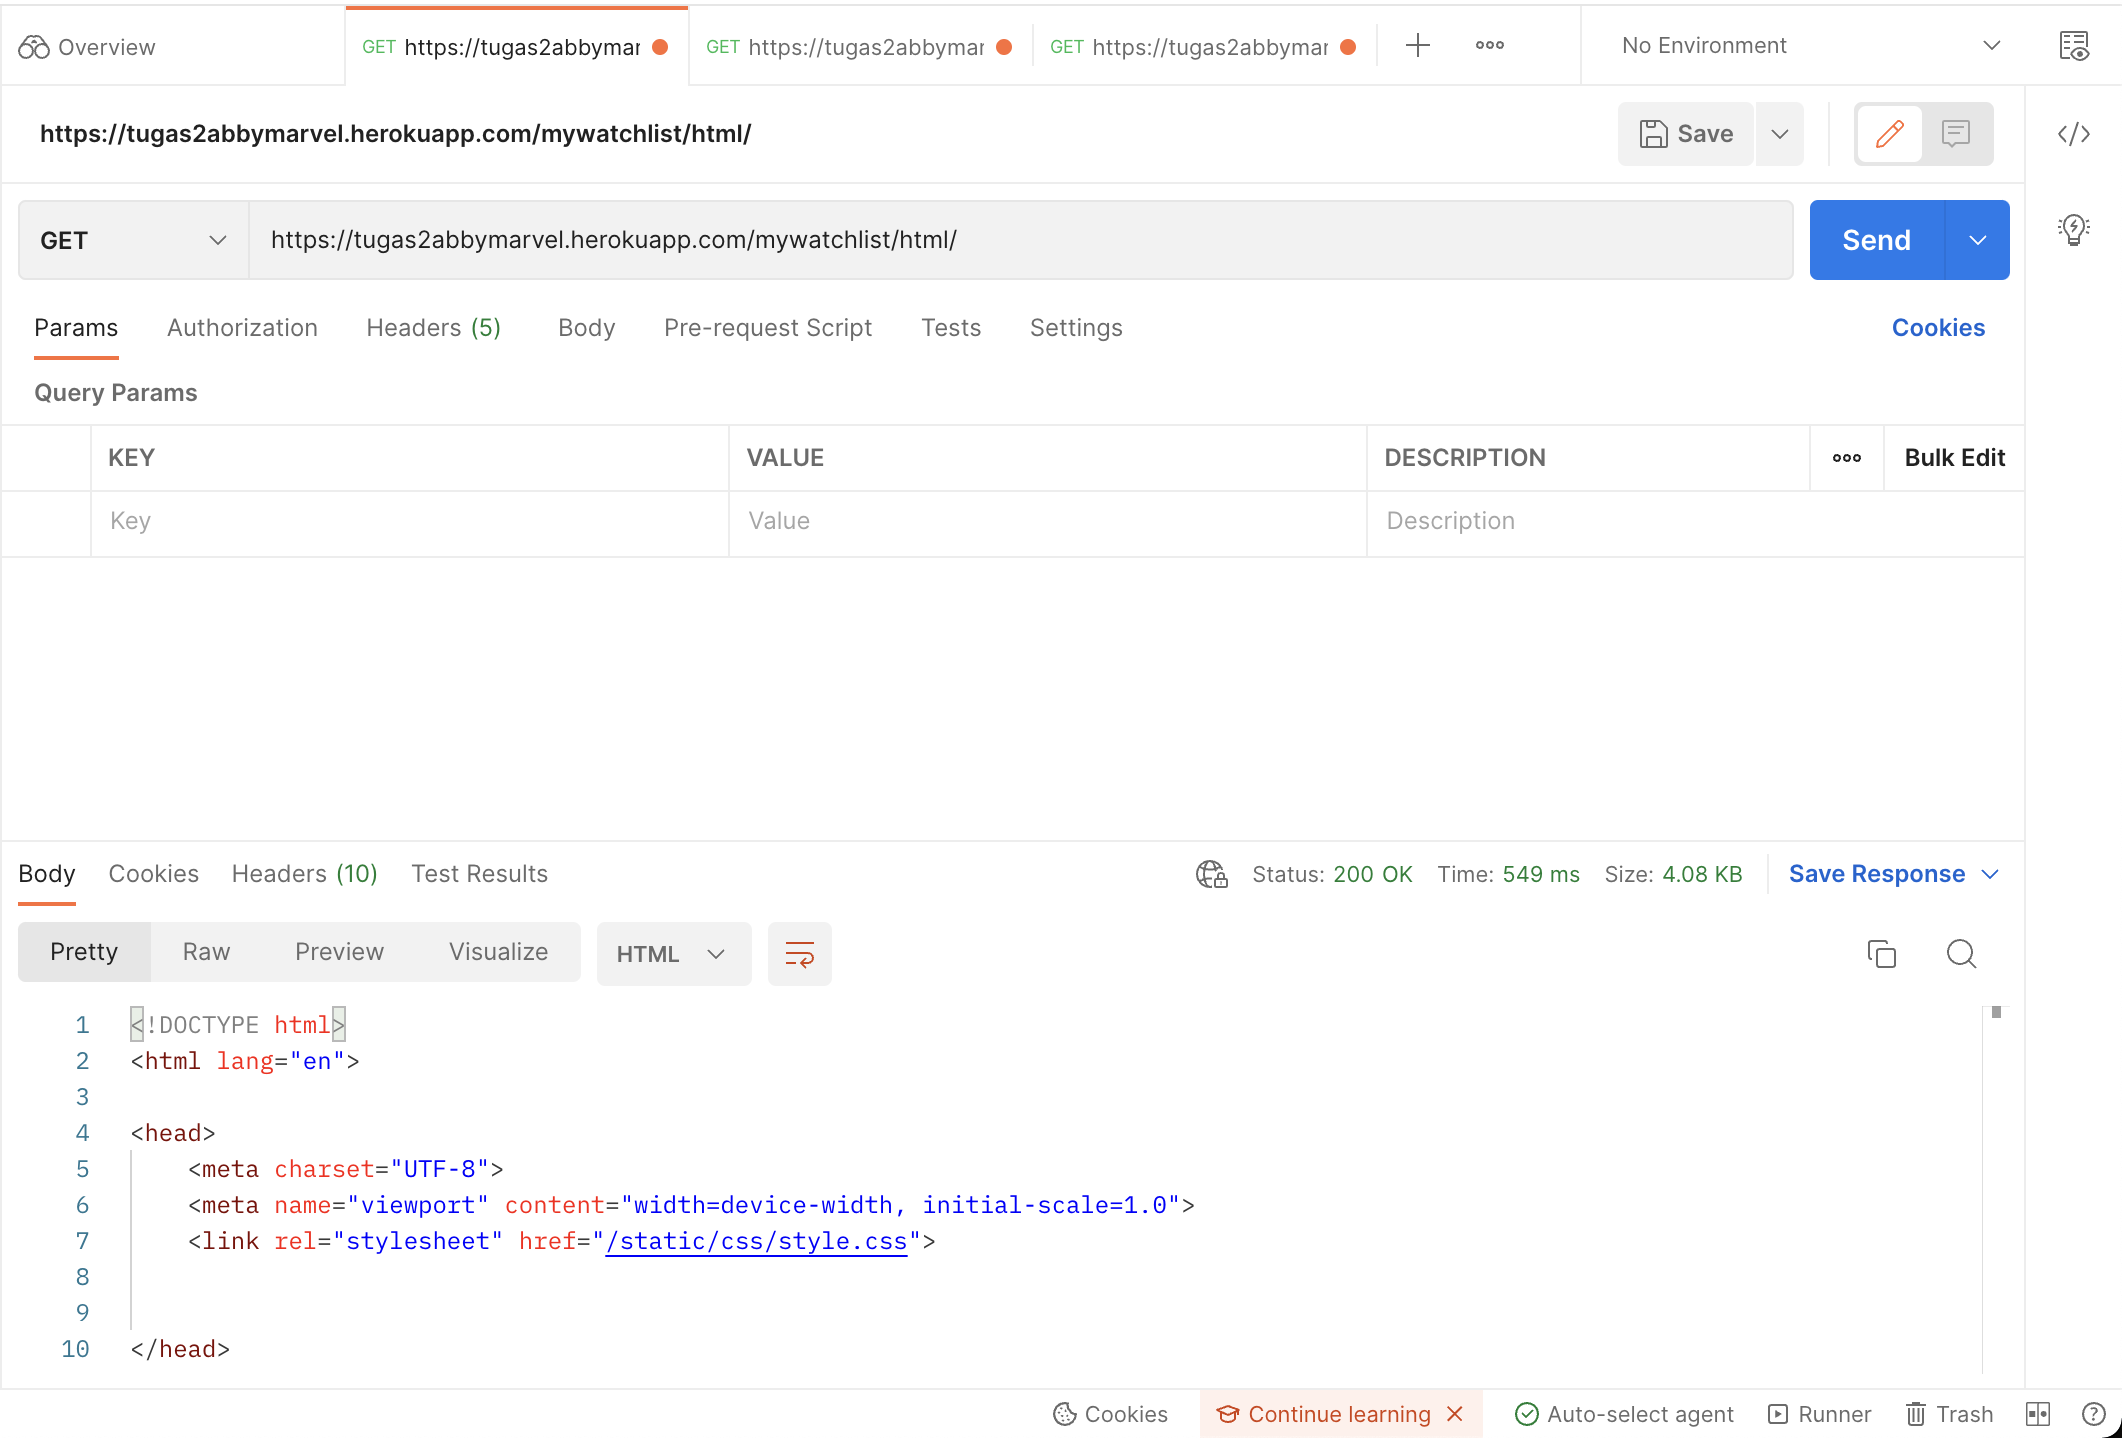 Overview GET https://tugas2abbymar GET https://tugas2abbymar GET https://tugas2abbymar No Environment
https://tugas2abbymarvel.herokuapp.com/mywatchlist/html/ Save
GET https://tugas2abbymarvel.herokuapp.com/mywatchlist/html/ Send
Params Authorization Headers (5) Body Pre-request Script Tests Settings Cookies
Query Params
KEY VALUE DESCRIPTION Bulk Edit
Key Value Description
Body Cookies Headers (10) Test Results Status: 200 OK Time: 549 ms Size: 4.08 KB Save Response
Pretty Raw Preview Visualize HTML
1 <!DOCTYPE html>
2 <html lang="en">
3
4 <head>
5 <meta charset="UTF-8">
6 <meta name="viewport" content="width=device-width, initial-scale=1.0">
7 <link rel="stylesheet" href="/static/css/style.css">
8
9
10 </head>
Cookies Continue learning Auto-select agent Runner Trash